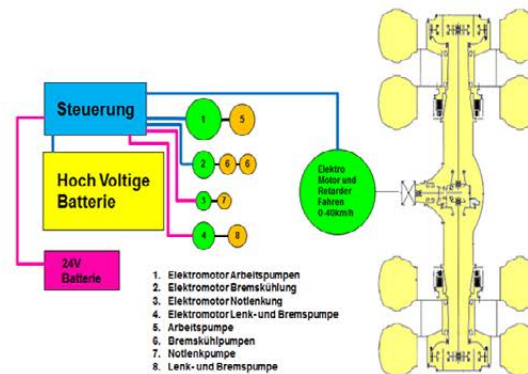 Steuerung
Hoch Voltige
Batterie
24V
Batterie
1
5
2
6
6
3
7
4
8
Elektro
Motor und
Retarder
Fahren
0-40km/h
1. Elektromotor Arbeitspumpen
2. Elektromotor Bremskühlung
3. Elektromotor Notlenkung
4. Elektromotor Lenk- und Bremspumpe
5. Arbeitspumpe
6. Bremskühlpumpen
7. Notlenkpumpe
8. Lenk- und Bremspumpe